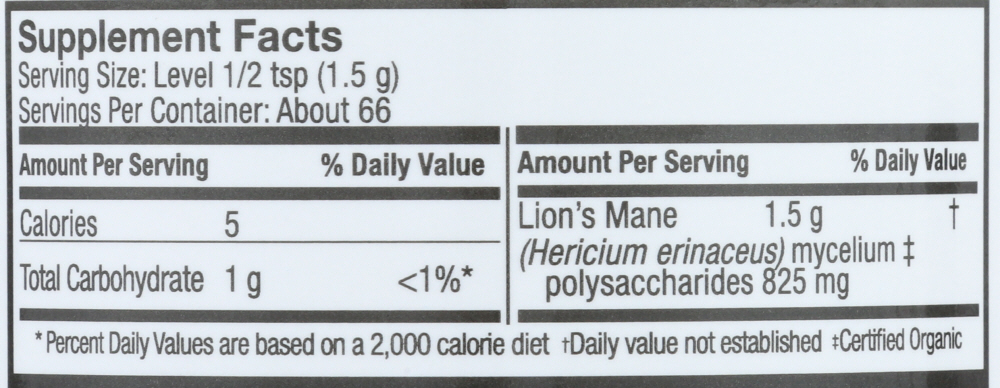 Supplement Facts
Serving Size: Level 1/2 tsp (1.5 g)
Servings Per Container: About 66
Amount Per Serving % Daily Value
Calories 5
Total Carbohydrate 1 g <1%*
Amount Per Serving % Daily Value
Lion's Mane 1.5 g †
(Hericium erinaceus) mycelium ‡
polysaccharides 825 mg
*Percent Daily Values are based on a 2,000 calorie diet †Daily value not established ‡Certified Organic